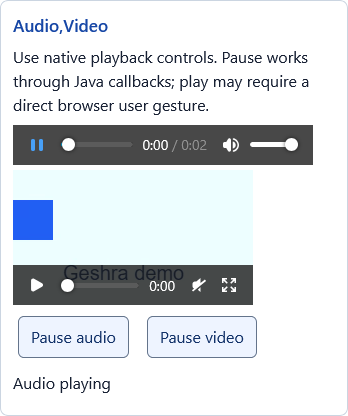 Audio,Video
Use native playback controls. Pause works
through Java callbacks; play may require a
direct browser user gesture.
0:00 / 0:02
Geshra demo
0:00
Pause audio Pause video
Audio playing